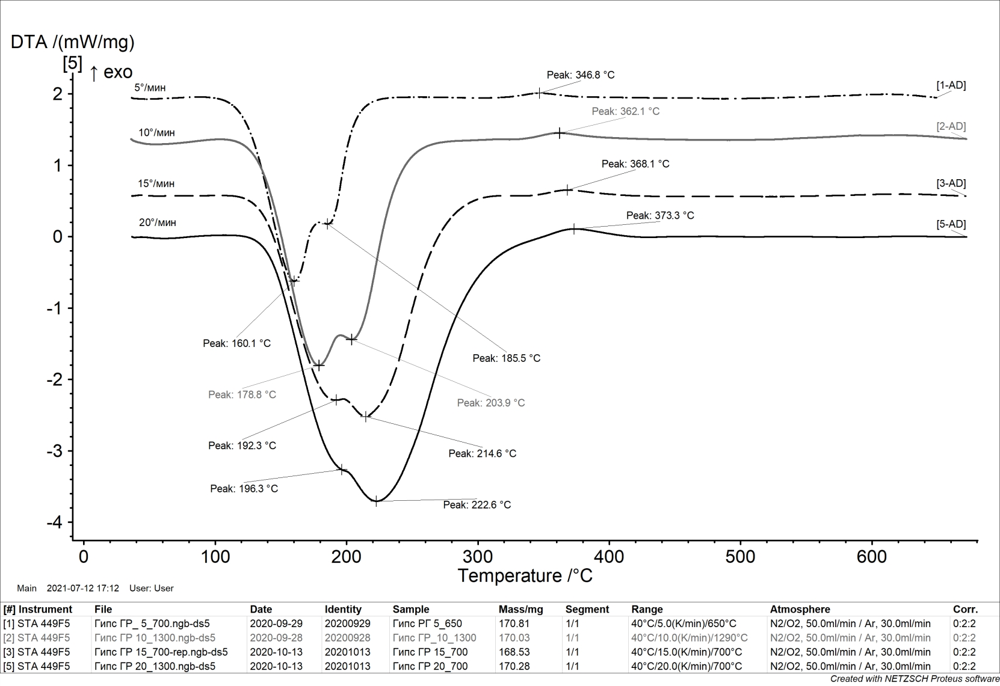 DTA /(mW/mg)
[5] ↑ exo
5°/мин
10°/мин
15°/мин
20°/мин
Peak: 346.8 °C
[1-AD]
Peak: 362.1 °C
[2-AD]
Peak: 368.1 °C
[3-AD]
Peak: 373.3 °C
[5-AD]
Peak: 160.1 °C
Peak: 185.5 °C
Peak: 178.8 °C
Peak: 203.9 °C
Peak: 192.3 °C
Peak: 214.6 °C
Peak: 196.3 °C
Peak: 222.6 °C
2
1
0
-1
-2
-3
-4
0 100 200 300 400 500 600
Temperature /°C
Main 2021-07-12 17:12 User: User
[#] Instrument File Date Identity Sample Mass/mg Segment Range Atmosphere Corr.
[1] STA 449F5 Гипс ГР_ 5_700.ngb-ds5 2020-09-29 20200929 Гипс РГ 5_650 170.81 1/1 40°C/5.0(K/min)/650°C N2/O2, 50.0ml/min / Ar, 30.0ml/min 0:2:2
[2] STA 449F5 Гипс ГР 10_1300.ngb-ds5 2020-09-28 20200928 Гипс ГР_10_1300 170.03 1/1 40°C/10.0(K/min)/1290°C N2/O2, 50.0ml/min / Ar, 30.0ml/min 0:2:2
[3] STA 449F5 Гипс ГР 15_700-rep.ngb-ds5 2020-10-13 20201013 Гипс ГР 15_700 168.53 1/1 40°C/15.0(K/min)/700°C N2/O2, 50.0ml/min / Ar, 30.0ml/min 0:2:2
[5] STA 449F5 Гипс ГР 20_1300.ngb-ds5 2020-10-13 20201013 Гипс ГР 20_700 170.28 1/1 40°C/20.0(K/min)/700°C N2/O2, 50.0ml/min / Ar, 30.0ml/min 0:2:2
Created with NETZSCH Proteus software